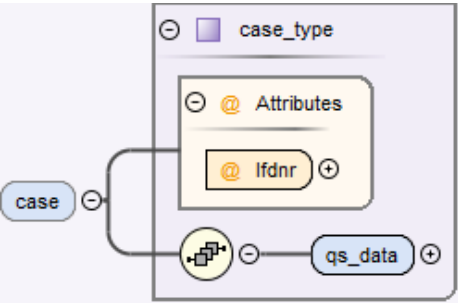 case_type
@ Attributes
@ lfdnr
case
qs_data